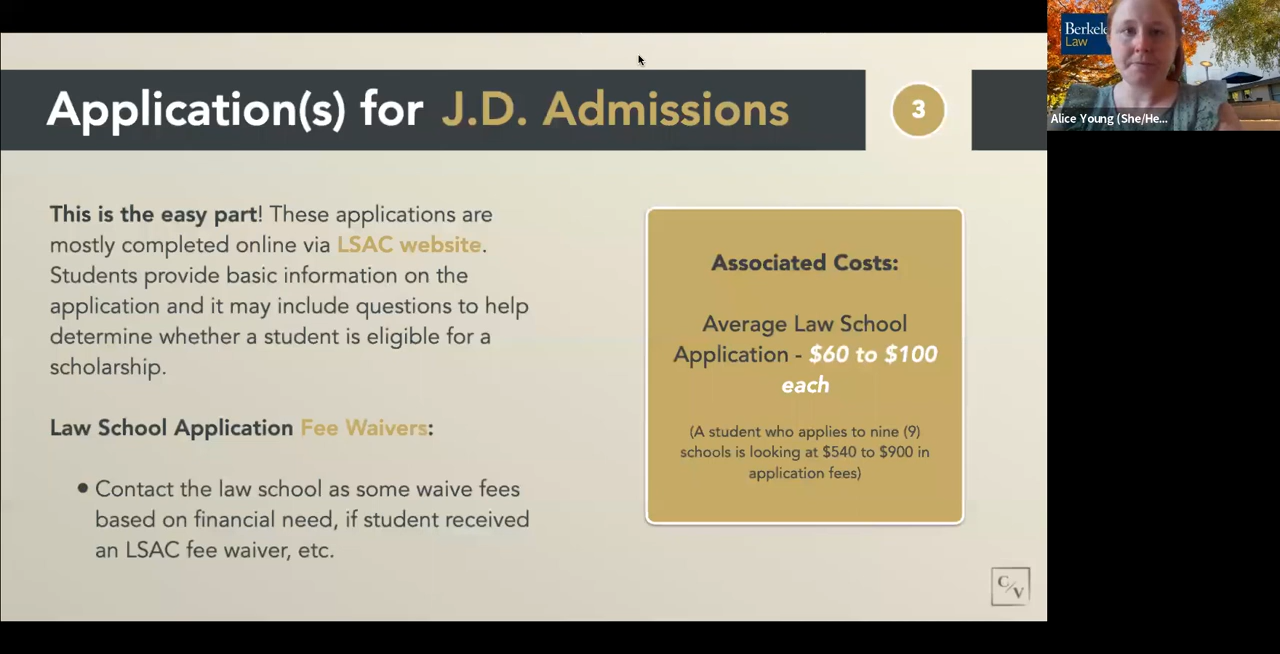 Application(s) for J.D. Admissions
3
This is the easy part! These applications are
mostly completed online via LSAC website.
Students provide basic information on the
application and it may include questions to help
determine whether a student is eligible for a
scholarship.
Law School Application Fee Waivers:
• Contact the law school as some waive fees
based on financial need, if student received
an LSAC fee waiver, etc.
Associated Costs:
Average Law School
Application - $60 to $100
each
(A student who applies to nine (9)
schools is looking at $540 to $900 in
application fees)
C/V
Berkele
Law
Alice Young (She/He...